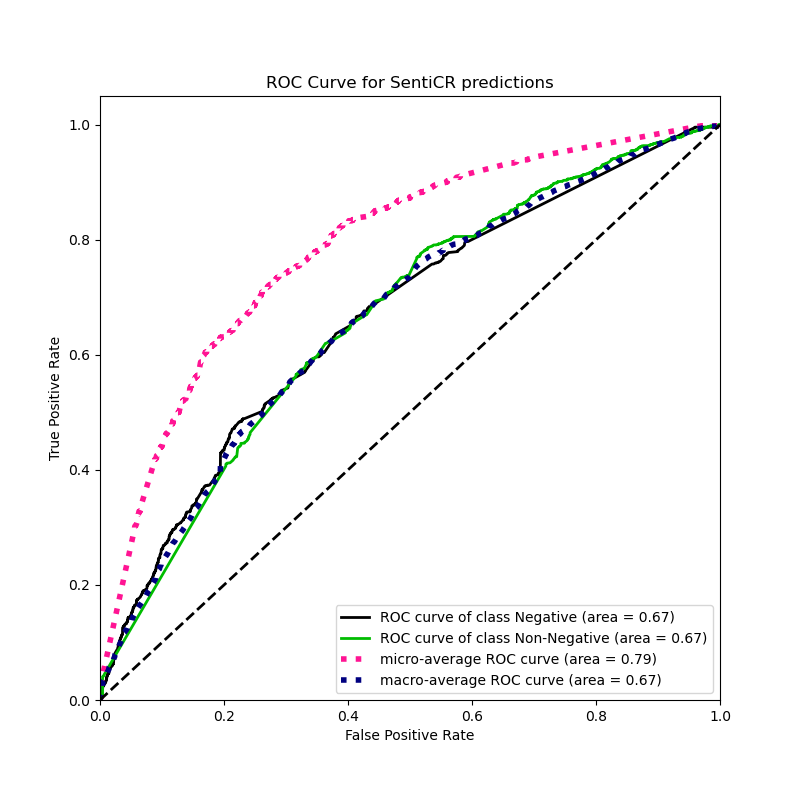 ROC Curve for SentiCR predictions
True Positive Rate
1.0
0.8
0.6
0.4
0.2
0.0
ROC curve of class Negative (area = 0.67)
ROC curve of class Non-Negative (area = 0.67)
micro-average ROC curve (area = 0.79)
macro-average ROC curve (area = 0.67)
0.0 0.2 0.4 0.6 0.8 1.0
False Positive Rate